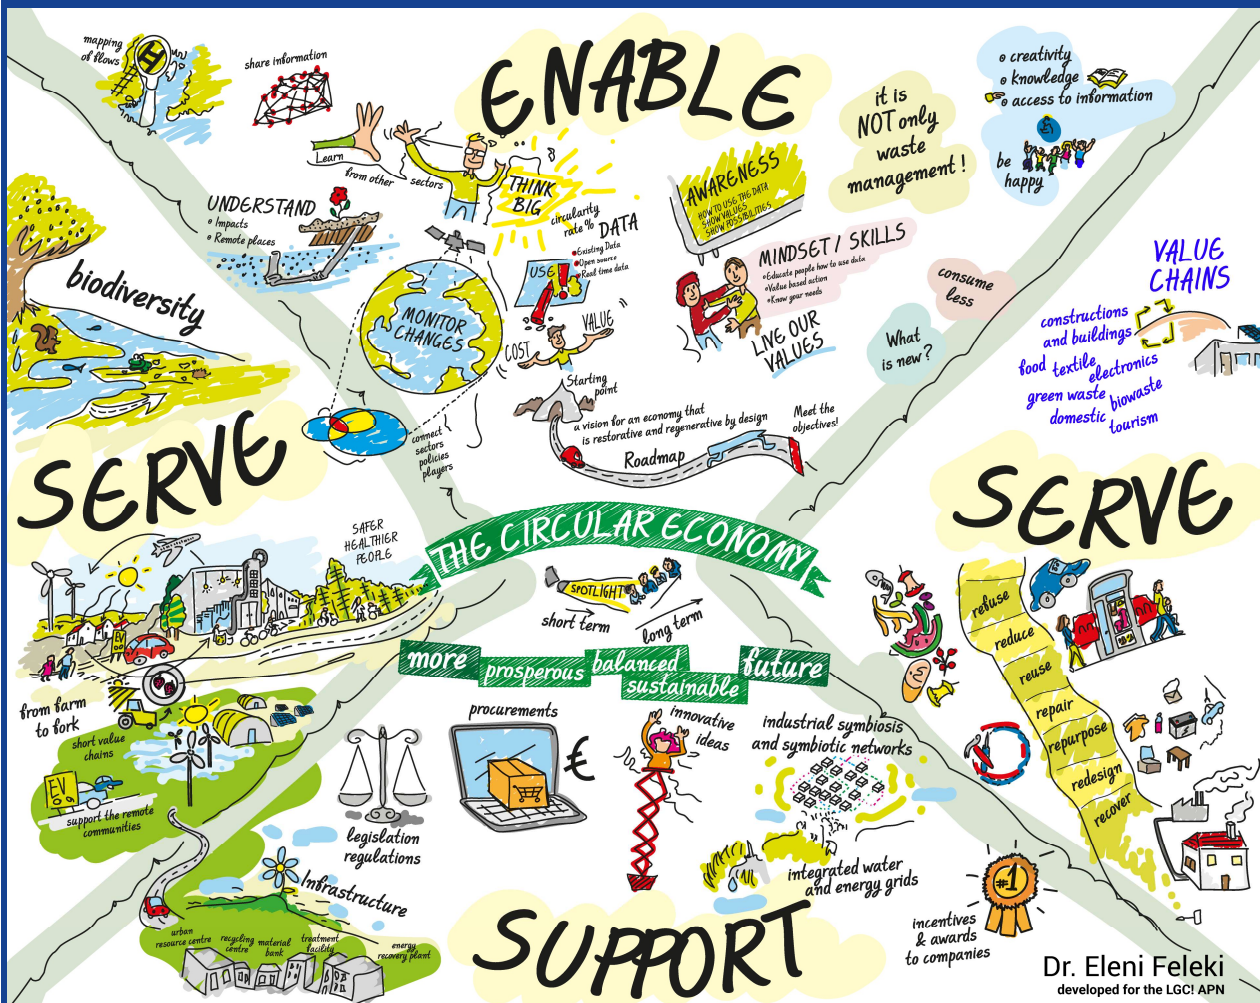 ENABLE
mapping
of flows
share information
Learn
from other
sectors
THINK
BIG
UNDERSTAND
Impacts
Remote places
circularity
rate %
DATA
Existing Data
Open source
Real time data
USE
MONITOR
CHANGES
COST
VALUE
connect
sectors
policies
players
Starting
point
a vision for an economy that
is restorative and regenerative by design
Roadmap
Meet the
objectives!
AWARENESS
HOW TO USE THE DATA
SHOW VALUES
SHOW POSSIBILITIES
MINDSET / SKILLS
Educate people how to use data
Value based action
Know your needs
LIVE OUR
VALUES
it is
NOT only
waste
management!
creativity
knowledge
access to information
be
happy
consume
less
What
is new?
biodiversity
SERVE
SAFER
HEALTHIER
PEOPLE
EV
from farm
to fork
short value
chains
EV
support the remote
communities
VALUE
CHAINS
constructions
and buildings
food textile
electronics
green waste
biowaste
domestic
tourism
SERVE
refuse
reduce
reuse
repair
repurpose
redesign
recover
THE CIRCULAR ECONOMY
SPOTLIGHT
short term
long term
more
prosperous
balanced
sustainable
future
legislation
regulations
procurements
€
innovative
ideas
industrial symbiosis
and symbiotic networks
integrated water
and energy grids
#1
incentives
& awards
to companies
Infrastructure
urban
resource centre
recycling
centre
material
bank
treatment
facility
energy
recovery plant
SUPPORT
Dr. Eleni Feleki
developed for the LGC! APN